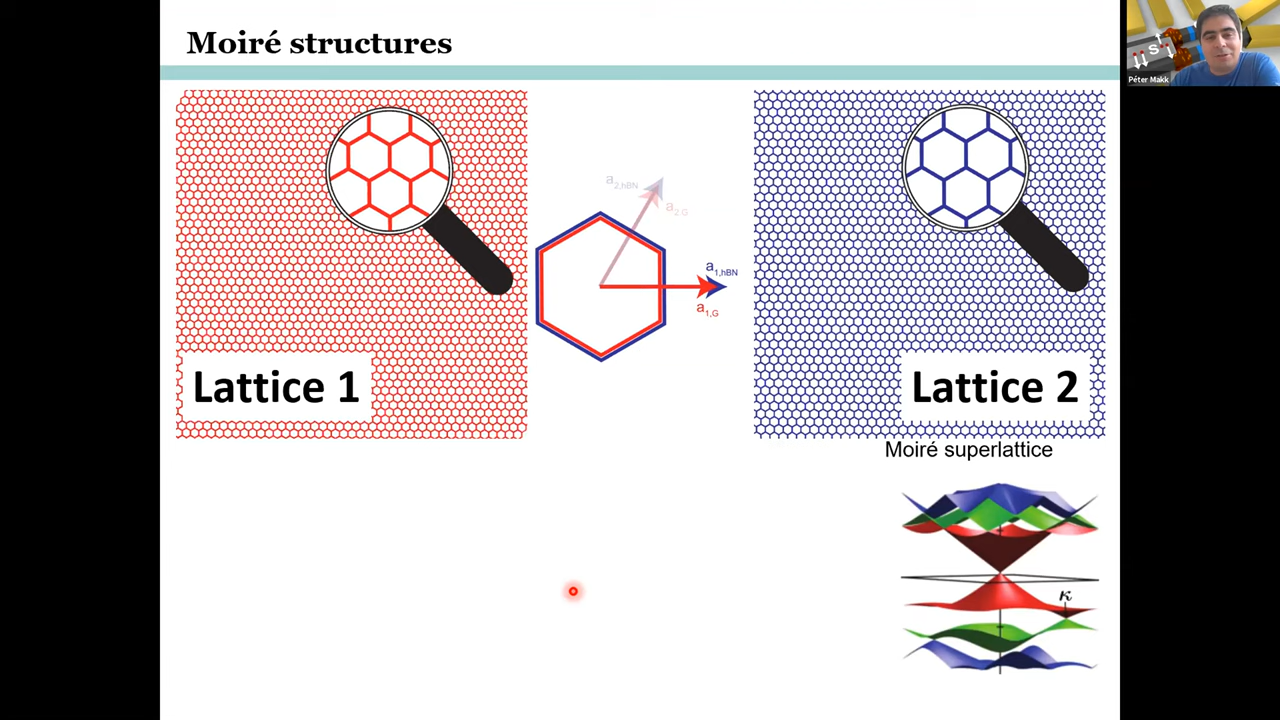 Moiré structures
S
Péter Makk
a2,hBN
a2,G
a1,hBN
a1,G
Lattice 1
Lattice 2
Moiré superlattice
κ